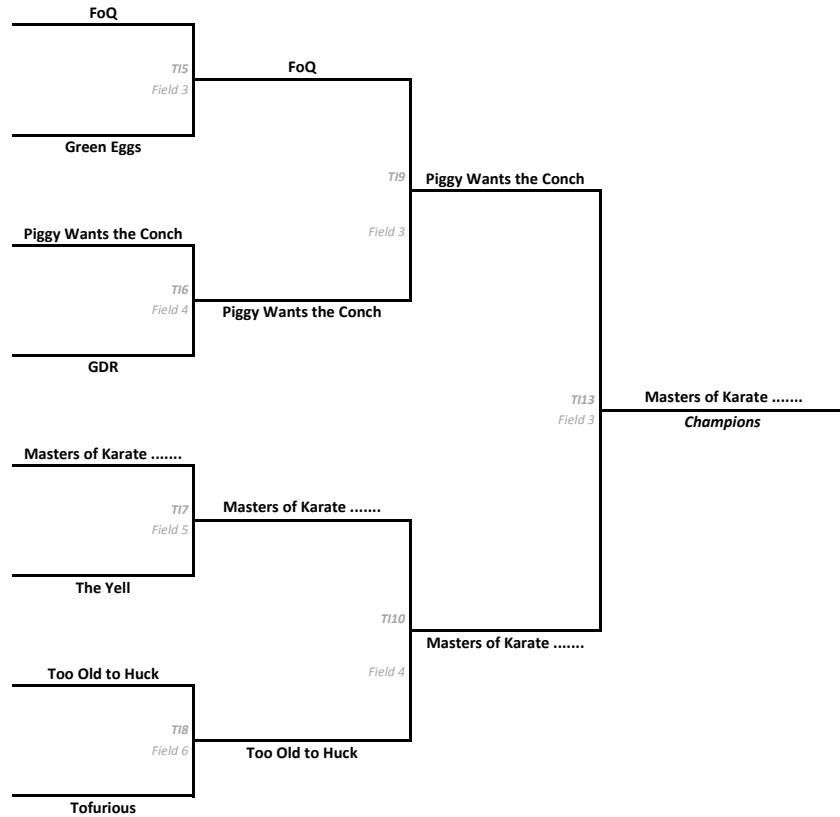 FoQ
TI5
FoQ
Field 3
Green Eggs
TI9
Piggy Wants the Conch
Piggy Wants the Conch
Field 3
TI6
Field 4
Piggy Wants the Conch
GDR
TI13
Masters of Karate .......
Field 3
Champions
Masters of Karate .......
TI7
Masters of Karate .......
Field 5
The Yell
TI10
Masters of Karate .......
Too Old to Huck
Field 4
TI8
Field 6
Too Old to Huck
Tofurious